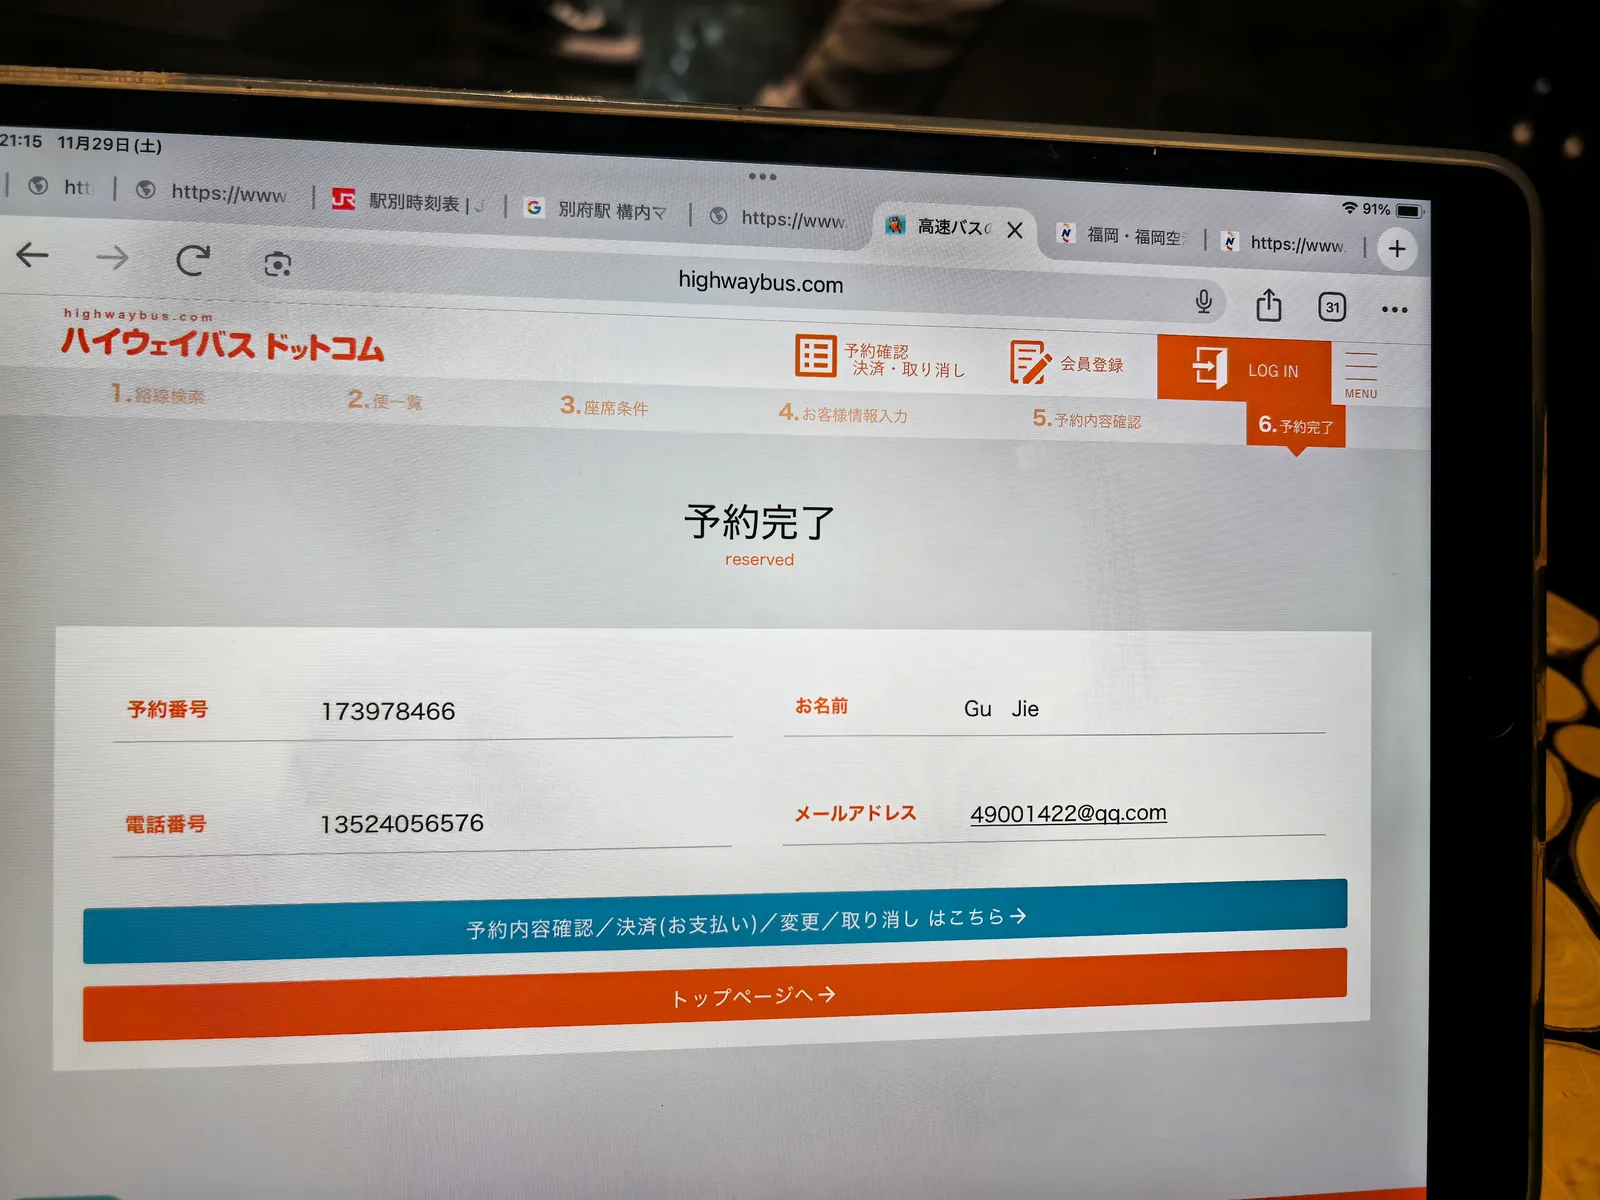 21:15 11月29日(土)
91%
https://www
駅別時刻表 |
別府駅 構内マ
https://www.
高速バス
福岡・福岡空
https://www.
highwaybus.com
31
highwaybus.com
ハイウェイバス ドットコム
予約確認
決済・取り消し
会員登録
LOG IN
MENU
1.路線検索
2.便一覧
3.座席条件
4.お客様情報入力
5.予約内容確認
6.予約完了
予約完了
reserved
予約番号 173978466
お名前 Gu Jie
電話番号 13524056576
メールアドレス 49001422@qq.com
予約内容確認／決済(お支払い)／変更／取り消し はこちら→
トップページへ→